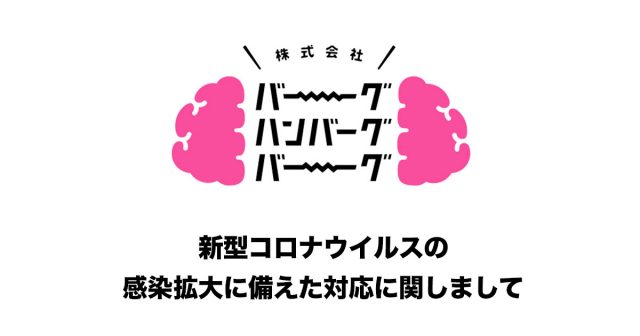 株式会社
バーグ
ハンバーグ
バーグ
新型コロナウイルスの
感染拡大に備えた対応に関しまして